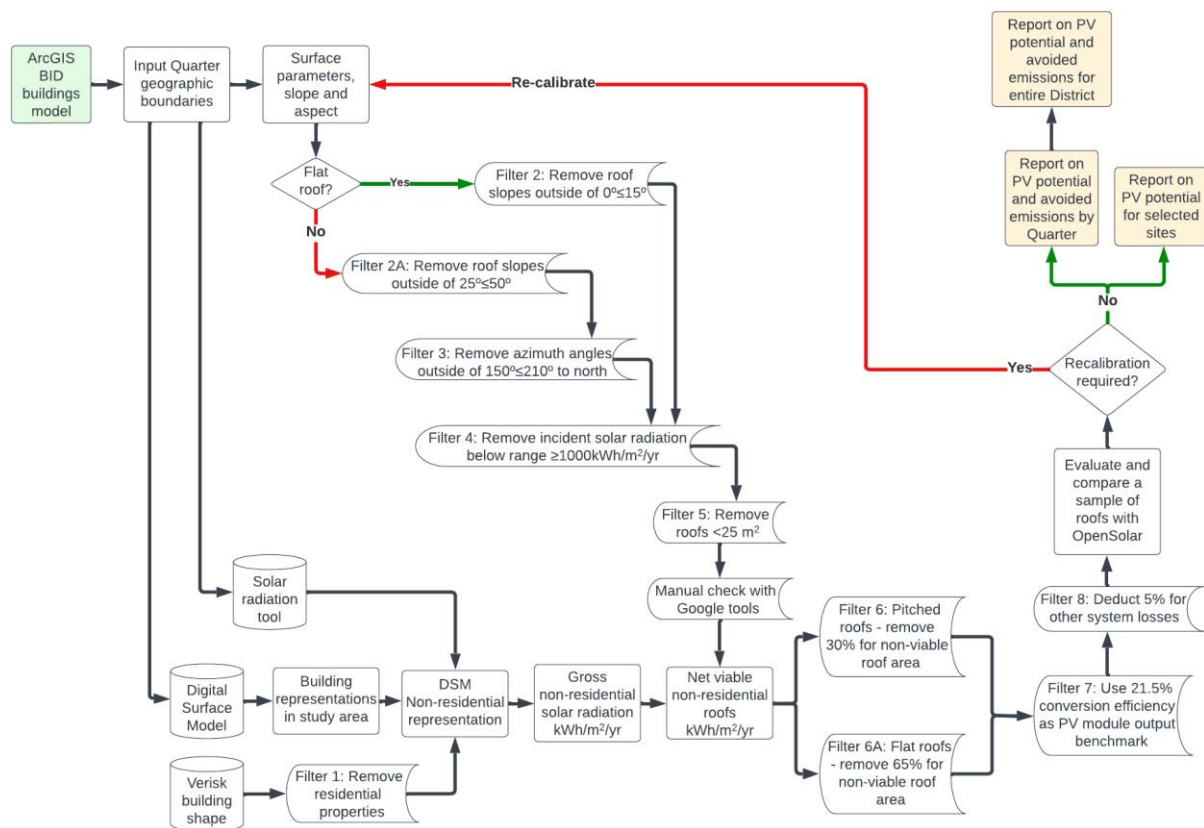 ArcGIS
BID
buildings
model
Input Quarter
geographic
boundaries
Surface
parameters,
slope and
aspect
Re-calibrate
Report on PV
potential and
avoided
emissions for
entire District
Flat
roof?
Yes
Filter 2: Remove roof
slopes outside of 0º≤15º
No
Filter 2A: Remove roof slopes
outside of 25º≤50º
Filter 3: Remove azimuth angles
outside of 150º≤210º to north
Filter 4: Remove incident solar radiation
below range ≥1000kWh/m²/yr
Filter 5: Remove
roofs <25 m²
Manual check with
Google tools
Report on
PV potential
and avoided
emissions by
Quarter
Report on
PV potential
for selected
sites
No
Yes
Recalibration
required?
Evaluate and
compare a
sample of
roofs with
OpenSolar
Filter 8: Deduct 5% for
other system losses
Solar
radiation
tool
Digital
Surface
Model
Building
representations
in study area
DSM
Non-residential
representation
Gross
non-residential
solar radiation
kWh/m²/yr
Net viable
non-residential
roofs
kWh/m²/yr
Filter 6: Pitched
roofs - remove
30% for non-viable
roof area
Filter 6A: Flat roofs
- remove 65% for
non-viable roof
area
Filter 7: Use 21.5%
conversion efficiency
as PV module output
benchmark
Verisk
building
shape
Filter 1: Remove
residential
properties